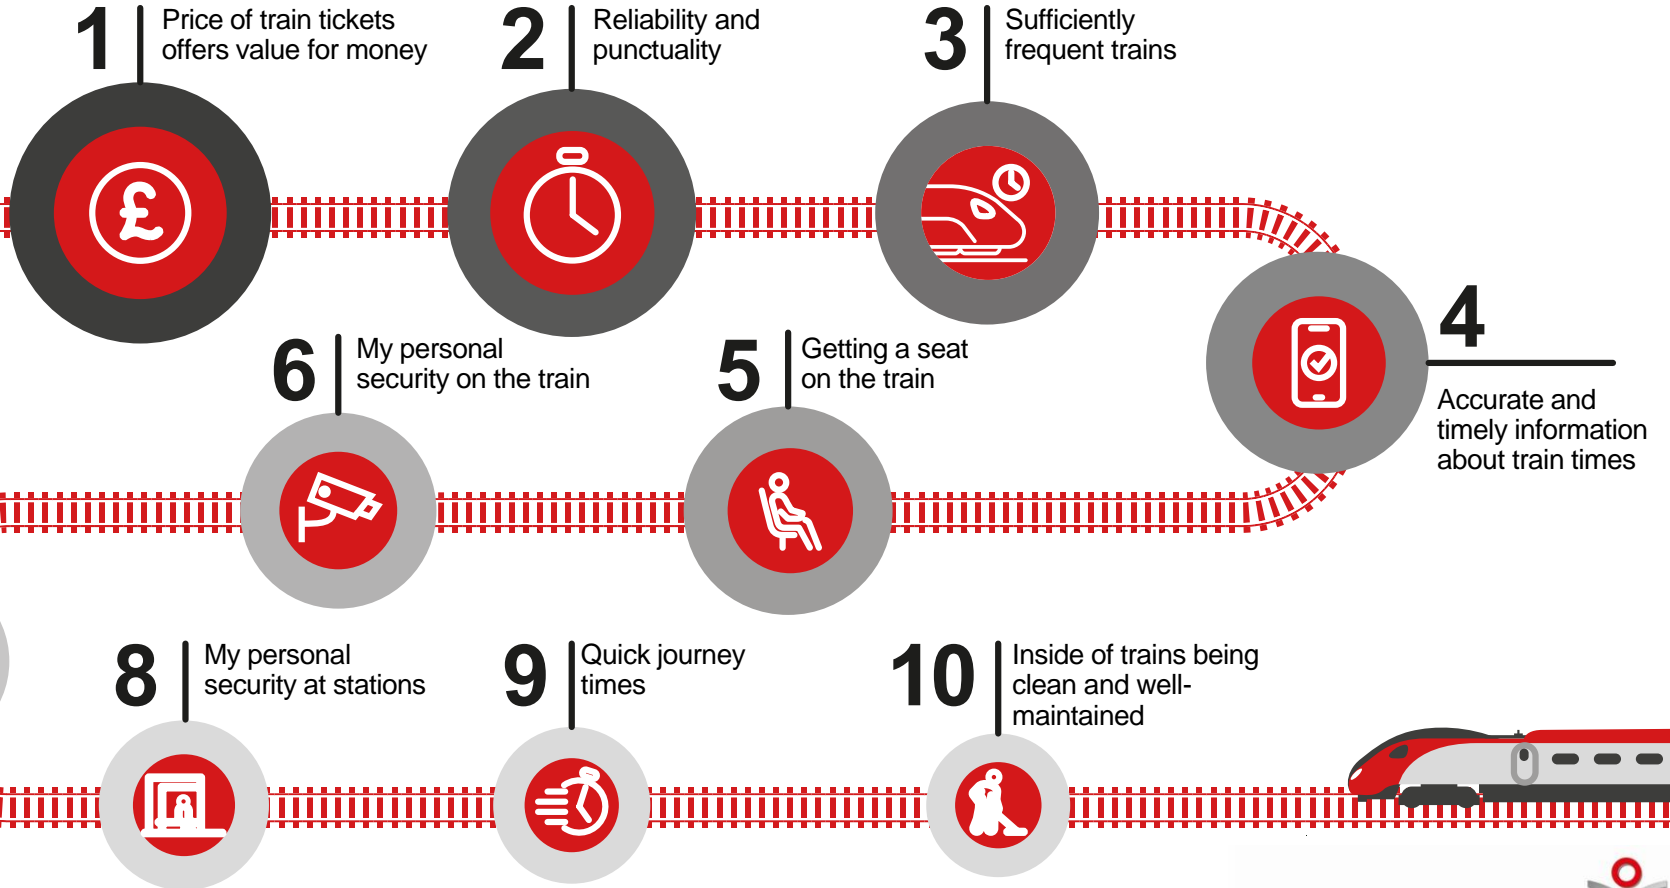 1
Price of train tickets
offers value for money
2
Reliability and
punctuality
3
Sufficiently
frequent trains
4
Accurate and
timely information
about train times
5
Getting a seat
on the train
6
My personal
security on the train
8
My personal
security at stations
9
Quick journey
times
10
Inside of trains being
clean and well-
maintained